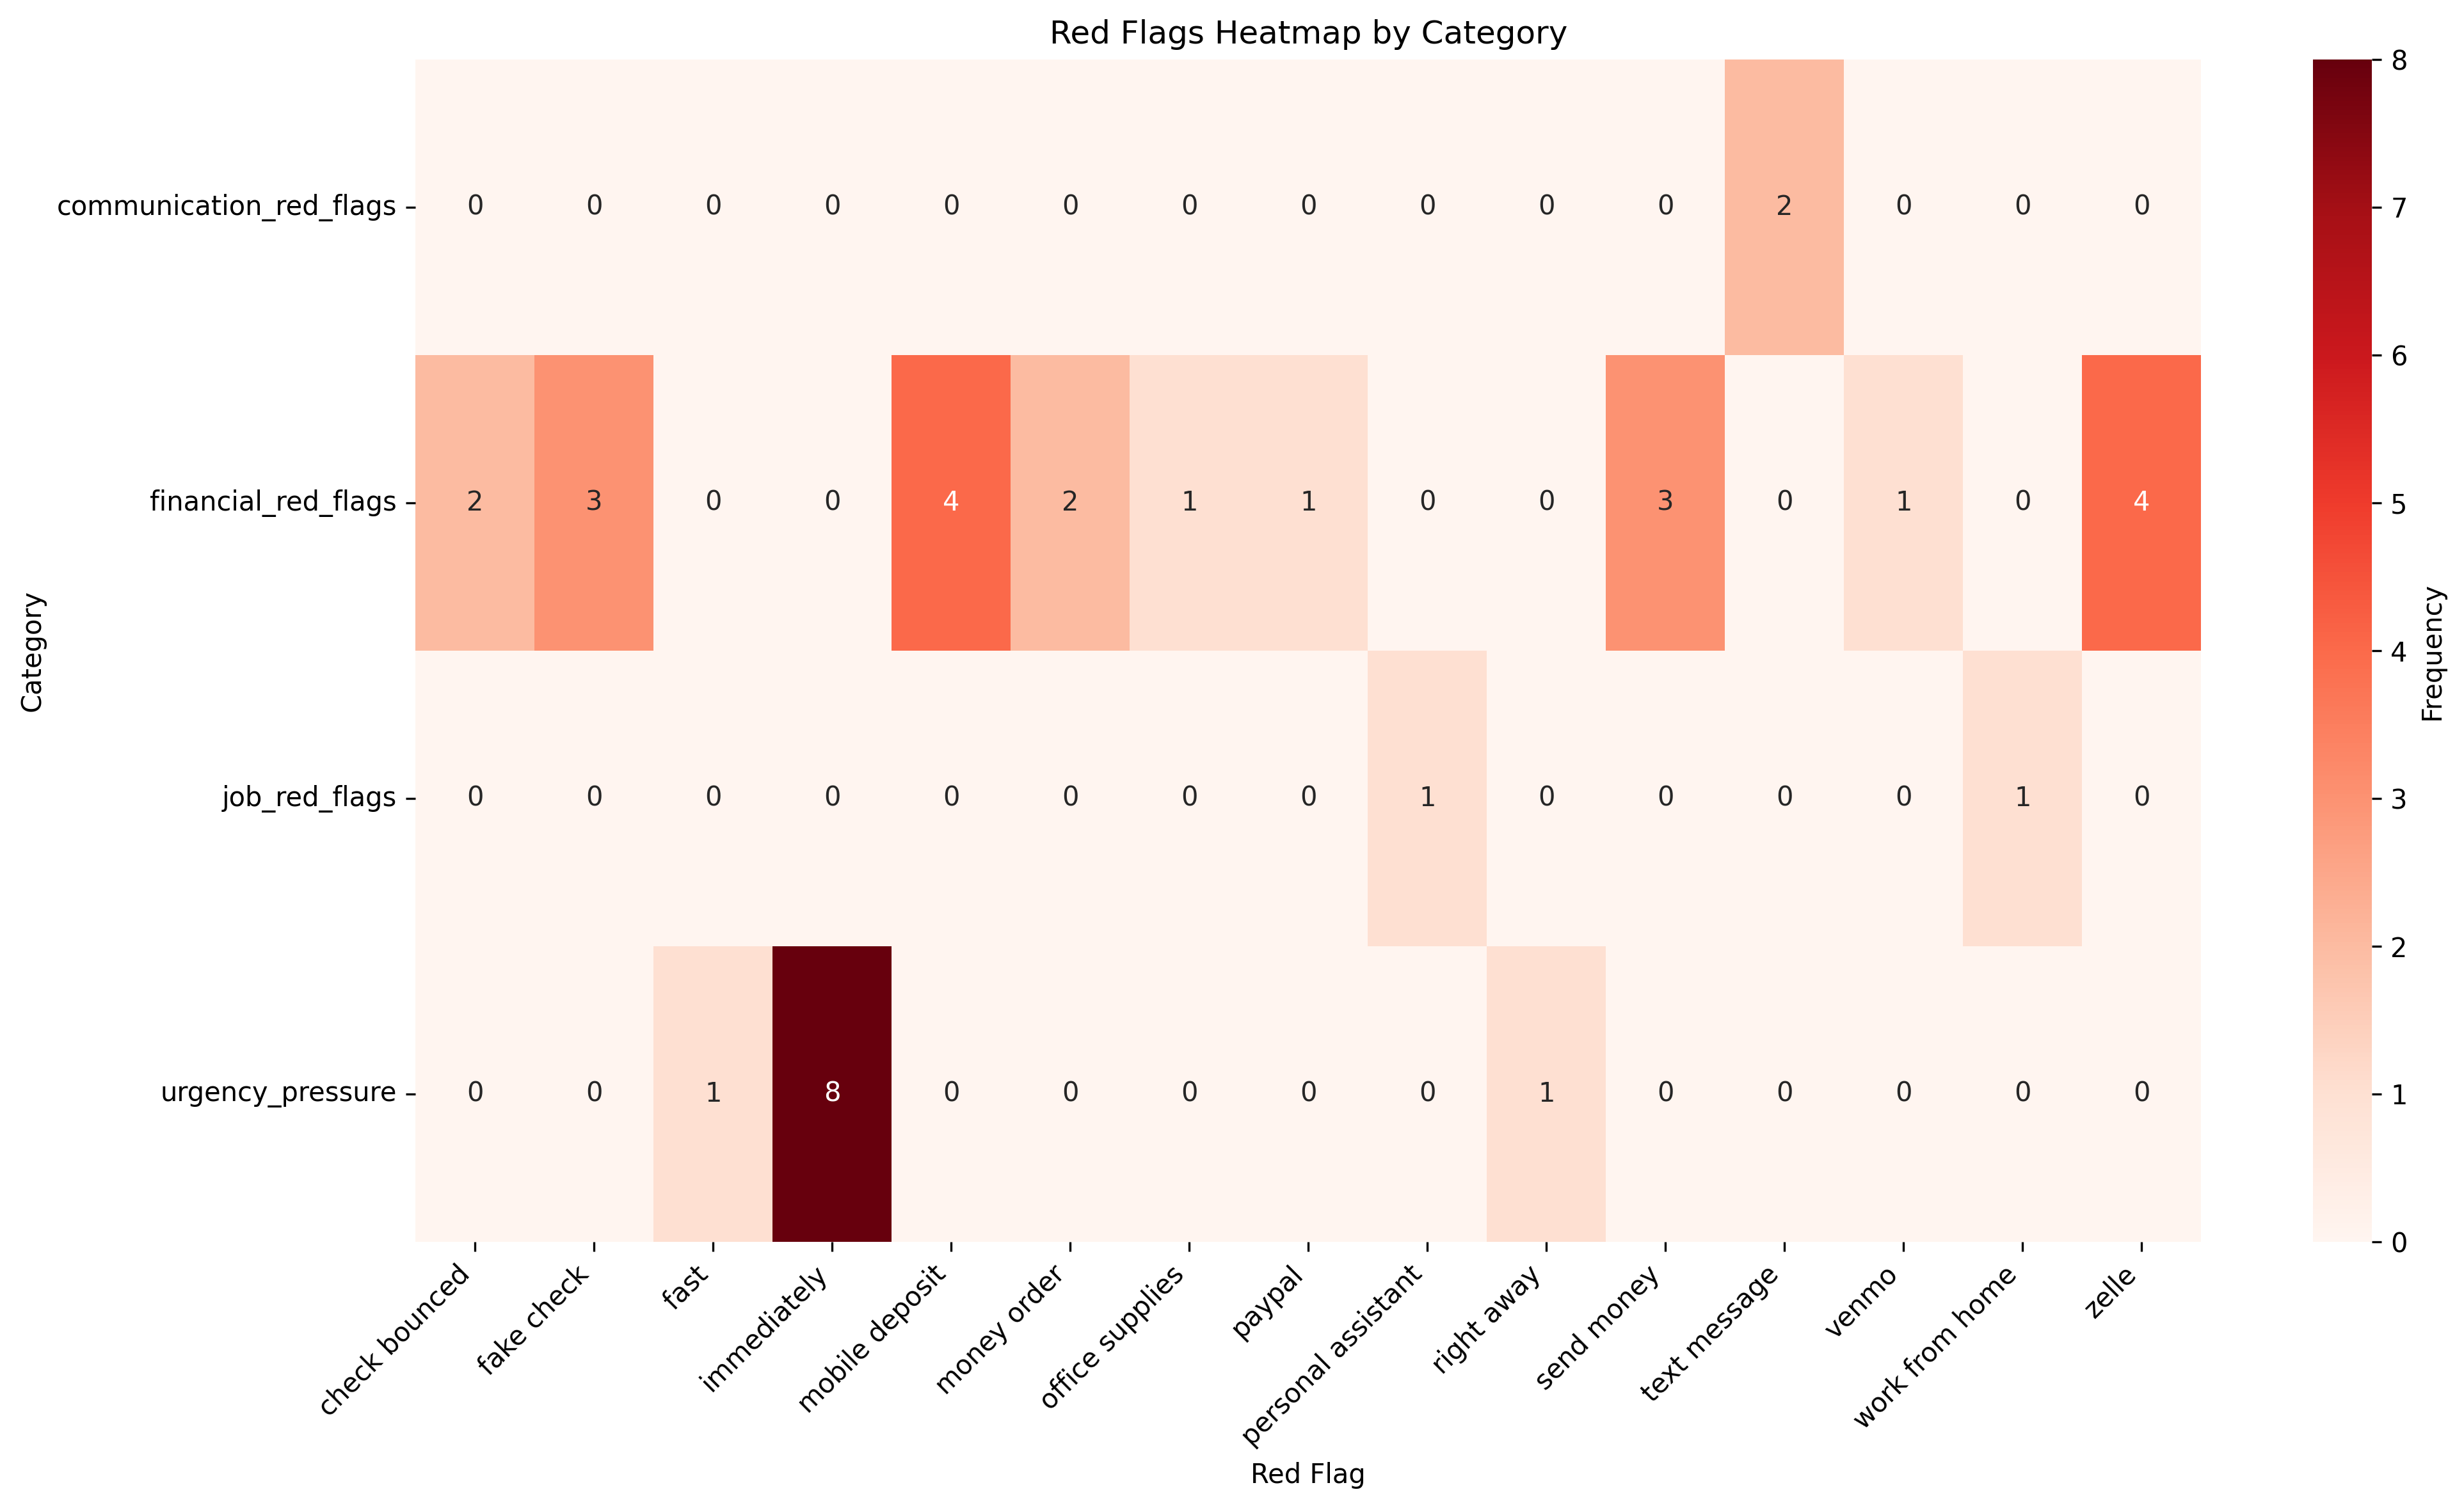 Red Flags Heatmap by Category
communication_red_flags 0 0 0 0 0 0 0 0 0 0 0 2 0 0 0
financial_red_flags 2 3 0 0 4 2 1 1 0 0 3 0 1 0 4
job_red_flags 0 0 0 0 0 0 0 0 1 0 0 0 0 1 0
urgency_pressure 0 0 1 8 0 0 0 0 0 1 0 0 0 0 0
Category
check bounced
fake check
fast
immediately
mobile deposit
money order
office supplies
paypal
personal assistant
right away
send money
text message
venmo
work from home
zelle
Red Flag
8
7
6
5
4
3
2
1
0
Frequency